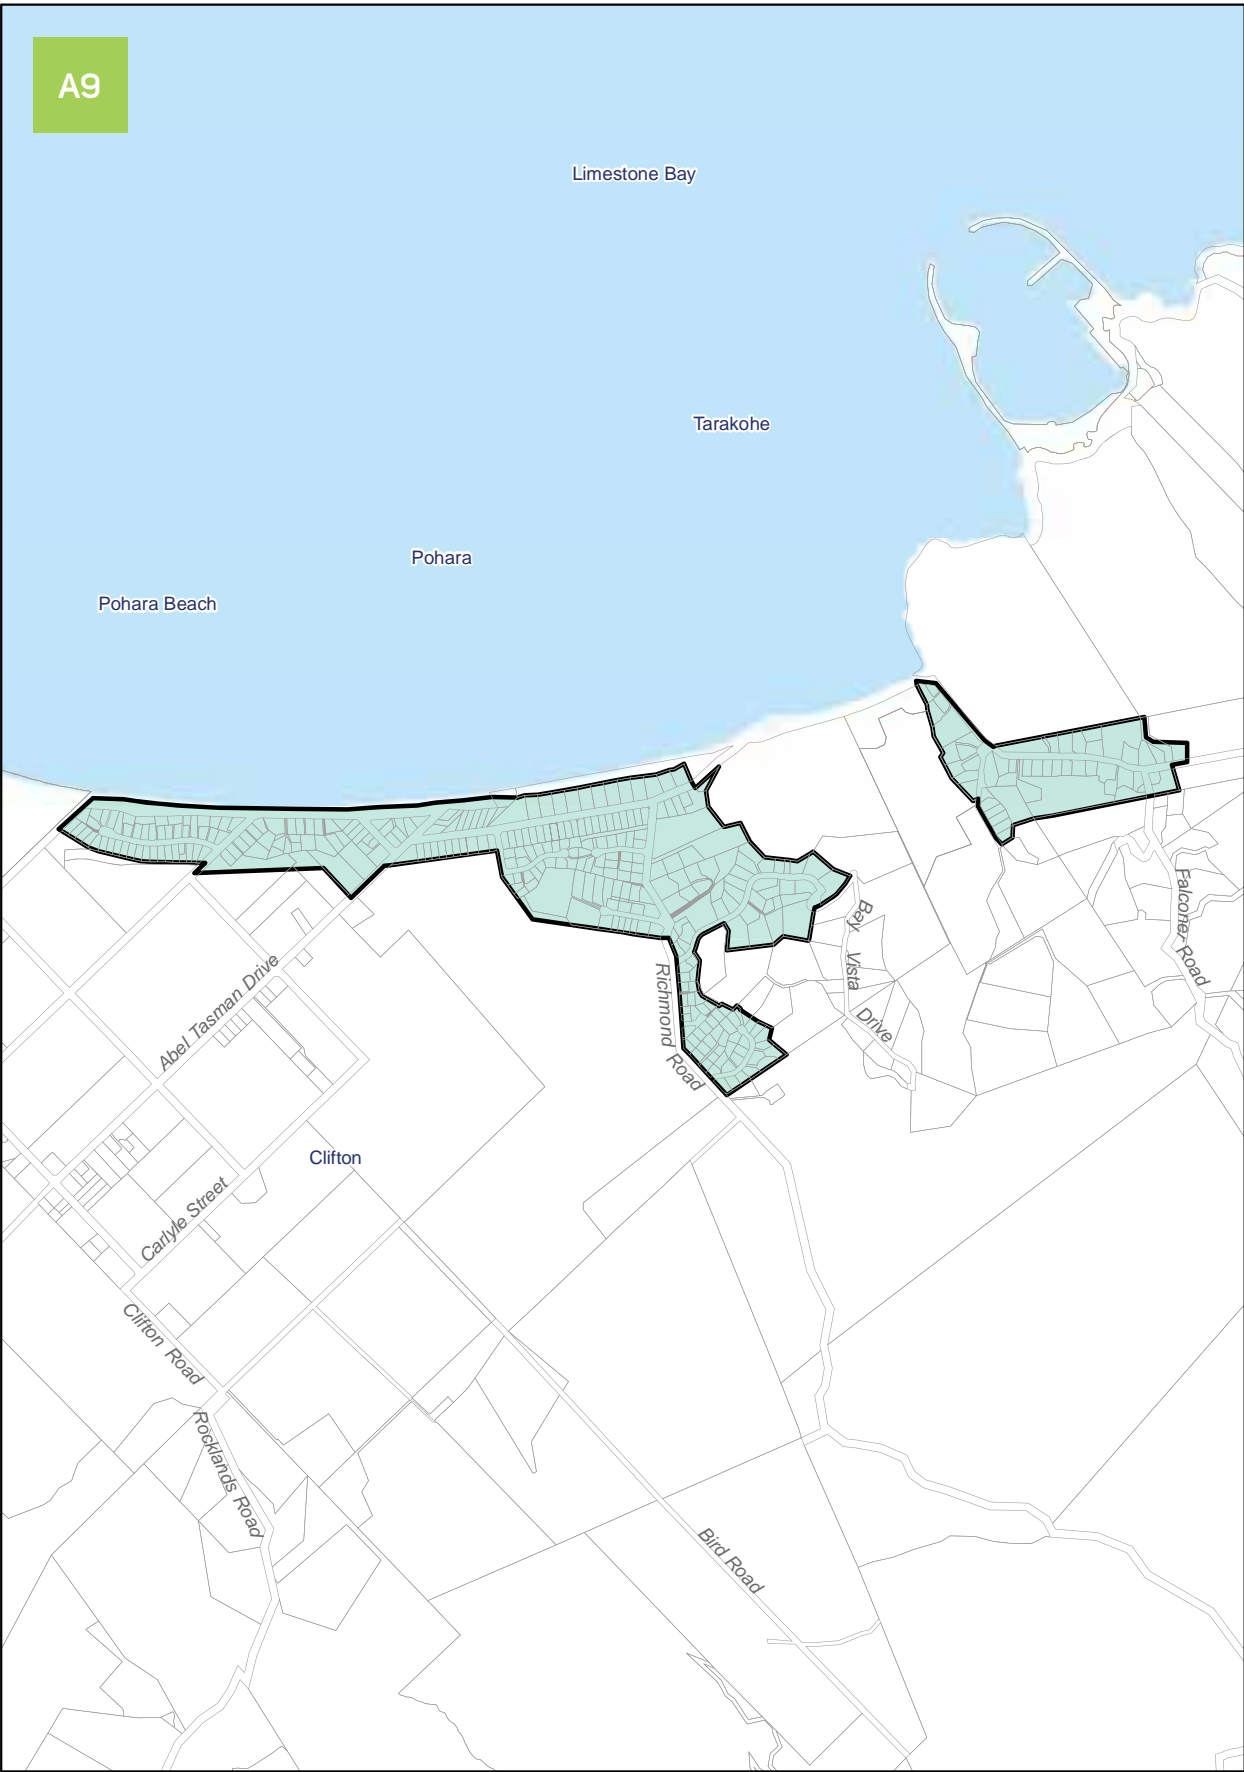 A9
Limestone Bay
Tarakohe
Pohara
Pohara Beach
Falconer Road
Bay Vista Drive
Richmond Road
Abel Tasman Drive
Clifton
Carlyle Street
Clifton Road
Rocklands Road
Bird Road